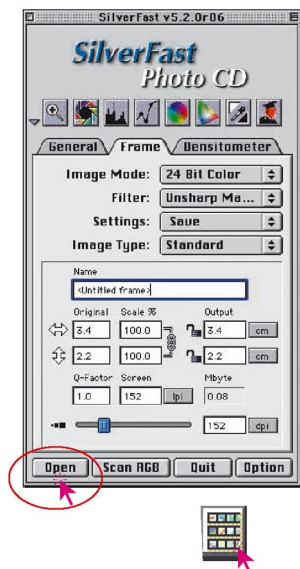 SilverFast v5.2.0r06
SilverFast
Photo CD
General Frame Densitometer
Image Mode: 24 Bit Color
Filter: Unsharp Ma...
Settings: Save
Image Type: Standard
Name
<Untitled frame>
Original Scale % Output
3.4 100.0 3.4 cm
2.2 100.0 2.2 cm
Q-Factor Screen Mbyte
1.0 152 lpi 0.08
152 dpi
Open Scan RGB Quit Option